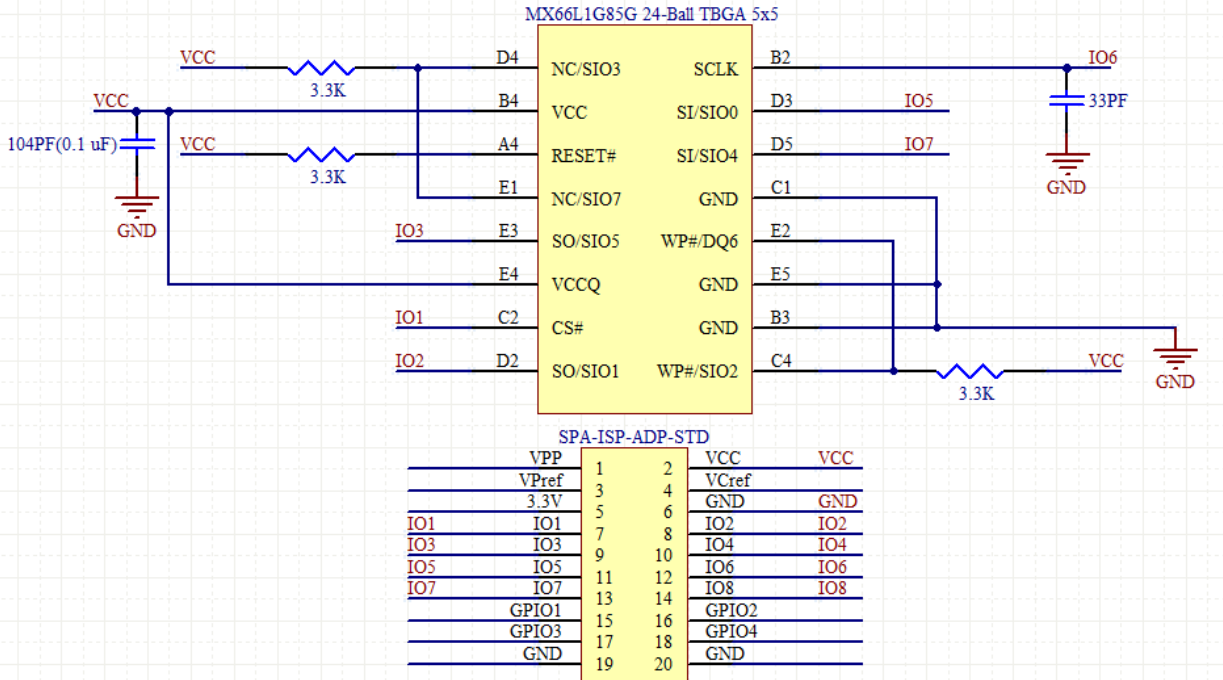 MX66L1G85G 24-Ball TBGA 5x5
VCC 3.3K D4 NC/SIO3 SCLK B2 IO6
VCC B4 VCC SI/SIO0 D3 IO5 33PF
104PF(0.1 uF) VCC 3.3K A4 RESET# SI/SIO4 D5 IO7
E1 NC/SIO7 GND C1 GND
GND IO3 E3 SO/SIO5 WP#/DQ6 E2
E4 VCCQ GND E5
IO1 C2 CS# GND B3
IO2 D2 SO/SIO1 WP#/SIO2 C4 3.3K VCC GND
SPA-ISP-ADP-STD
VPP 1 2 VCC VCC
VPref 3 4 VCref
3.3V 5 6 GND GND
IO1 IO1 7 8 IO2 IO2
IO3 IO3 9 10 IO4 IO4
IO5 IO5 11 12 IO6 IO6
IO7 IO7 13 14 IO8 IO8
GPIO1 15 16 GPIO2
GPIO3 17 18 GPIO4
GND 19 20 GND